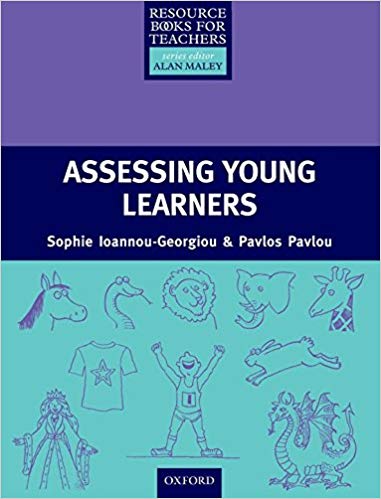 RESOURCE
BOOKS FOR
TEACHERS
series editor
ALAN MALEY
ASSESSING YOUNG
LEARNERS
Sophie Ioannou-Georgiou & Pavlos Pavlou
1
OXFORD